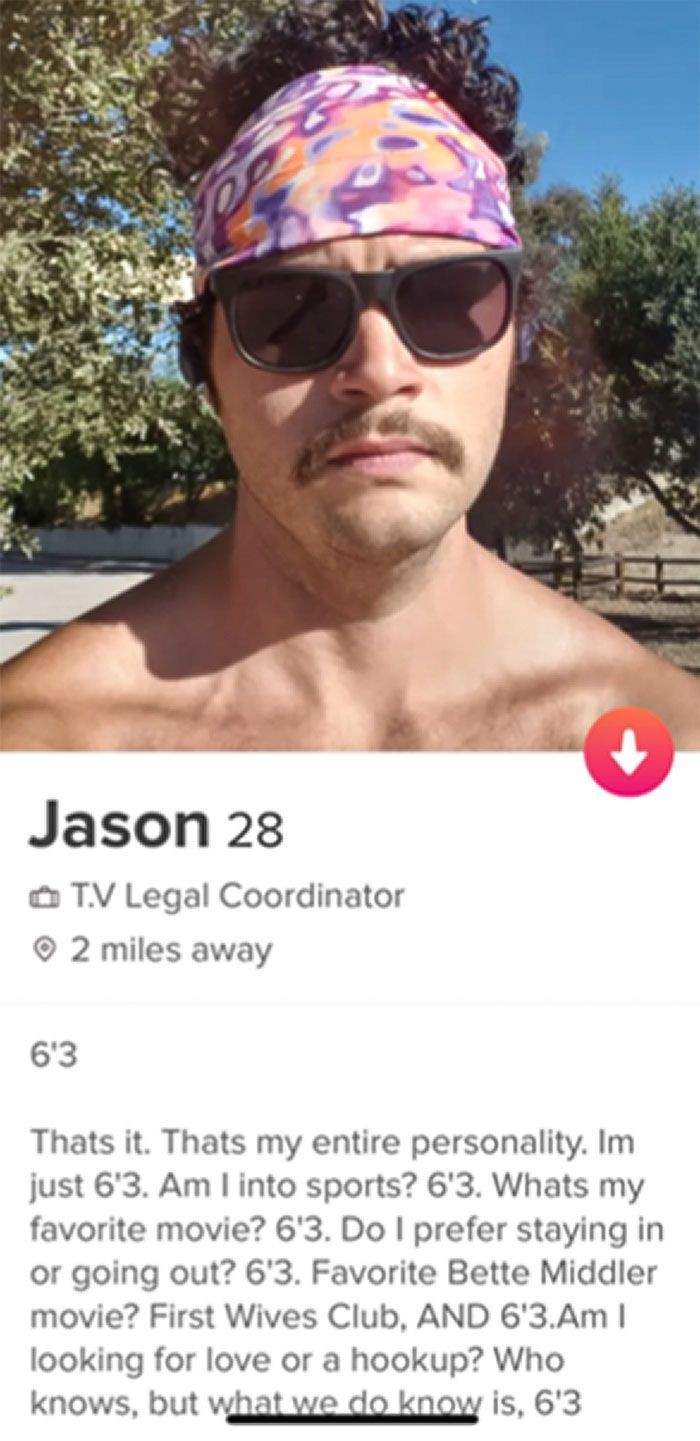 Jason 28
T.V Legal Coordinator
2 miles away
6'3
Thats it. Thats my entire personality. Im
just 6'3. Am I into sports? 6'3. Whats my
favorite movie? 6'3. Do I prefer staying in
or going out? 6'3. Favorite Bette Middler
movie? First Wives Club, AND 6'3.Am I
looking for love or a hookup? Who
knows, but what we do know is, 6'3